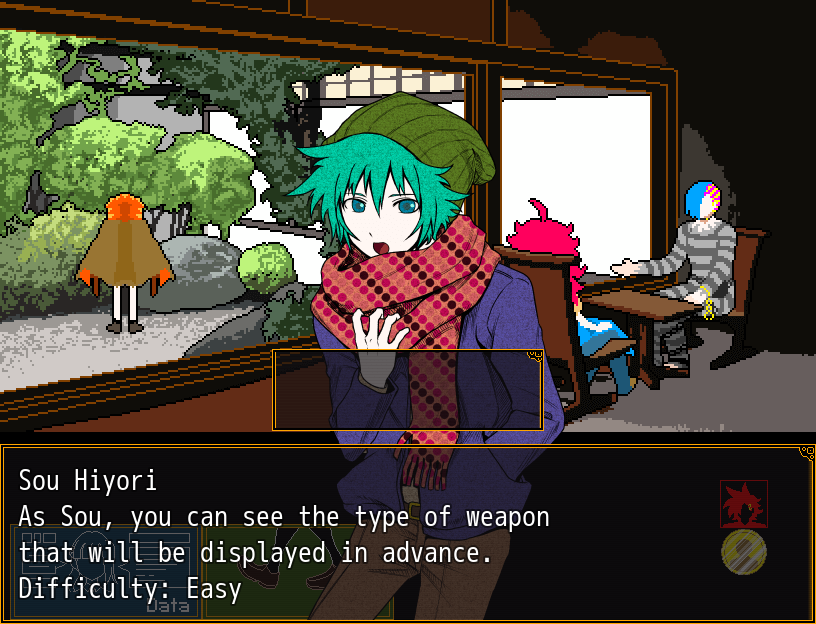 Sou Hiyori
As Sou, you can see the type of weapon
that will be displayed in advance.
Difficulty: Easy
Data